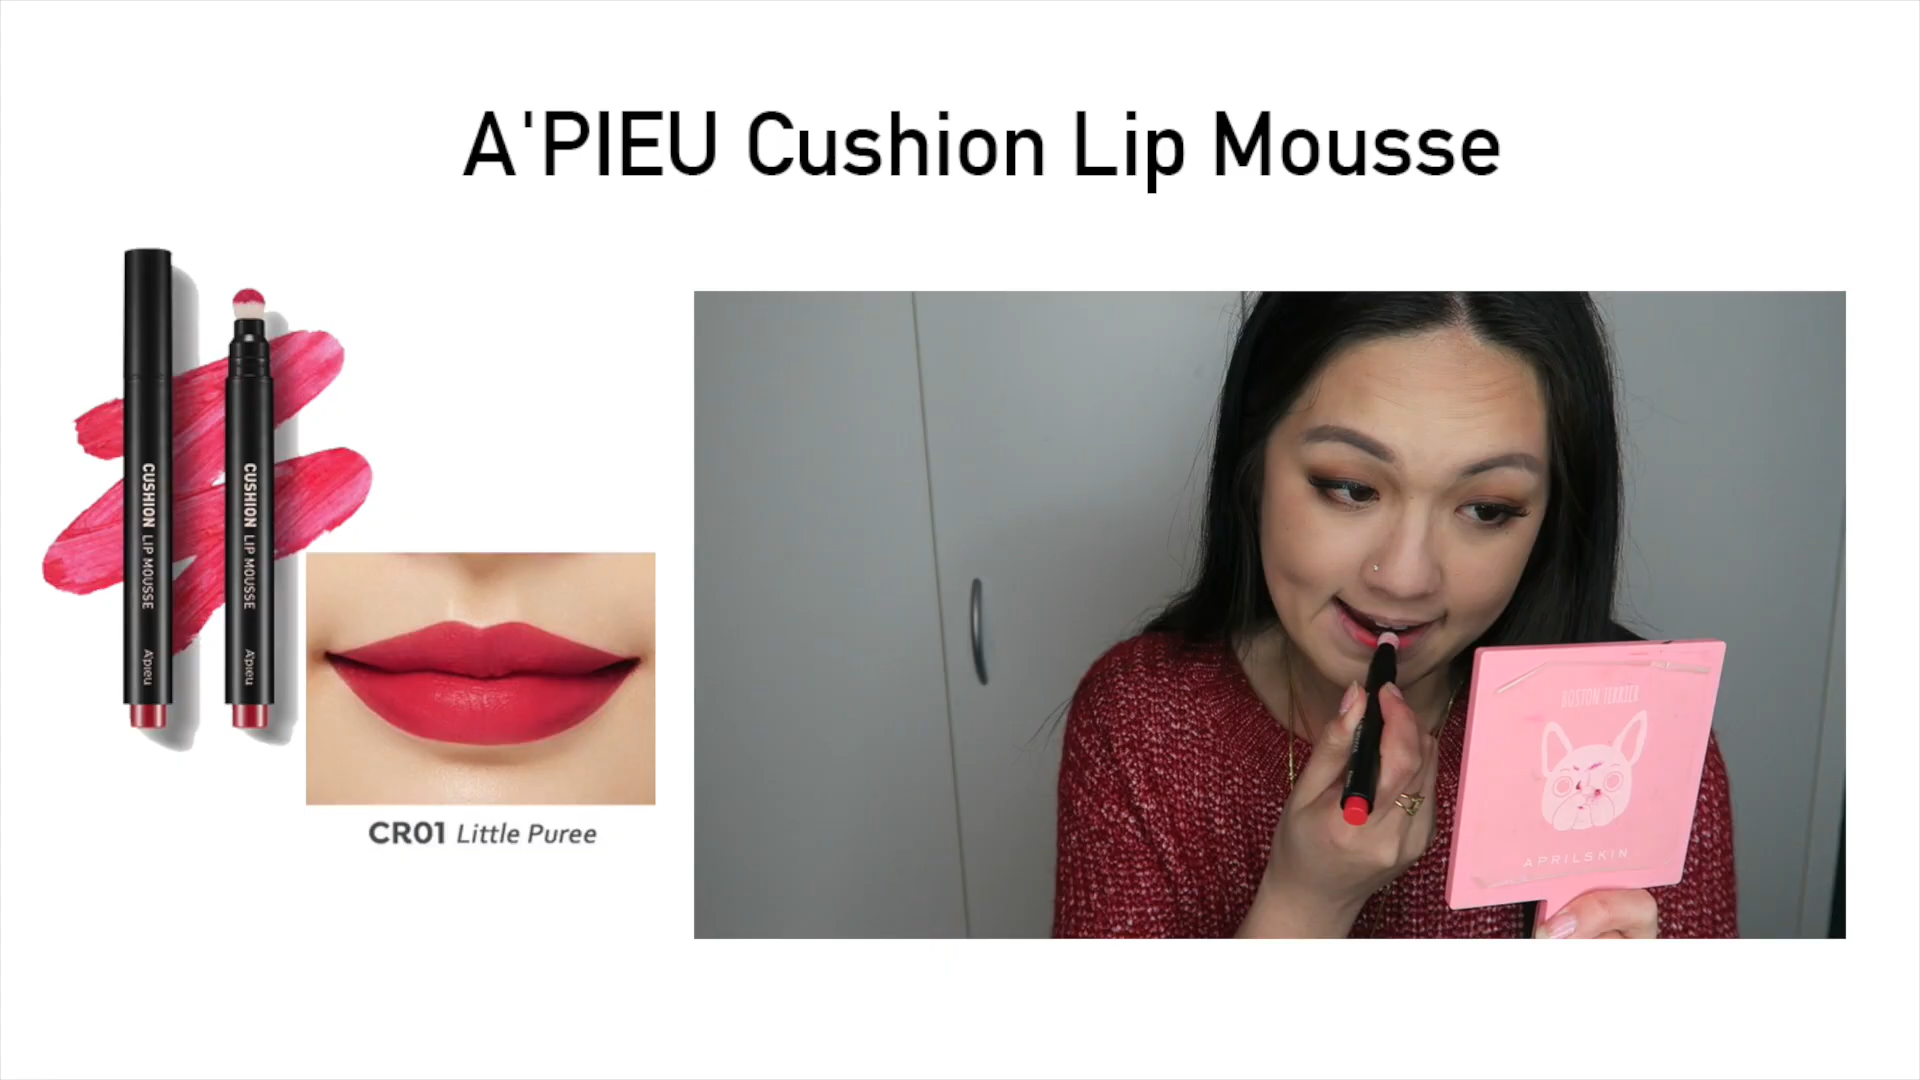 A'PIEU Cushion Lip Mousse
CUSHION LIP MOUSSE
A'PIEU
CUSHION LIP MOUSSE
A'PIEU
CR01 Little Puree
BOSTON TERRIER
APRILSKIN